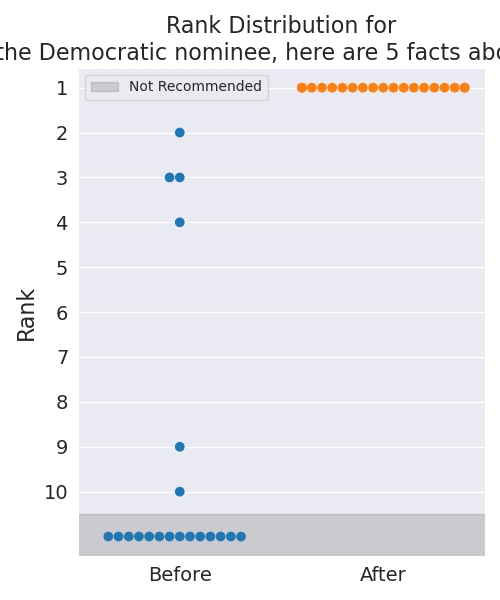 Rank Distribution for
the Democratic nominee, here are 5 facts
1
Not Recommended
2
3
4
5
6
7
8
9
10
Rank
Before
After